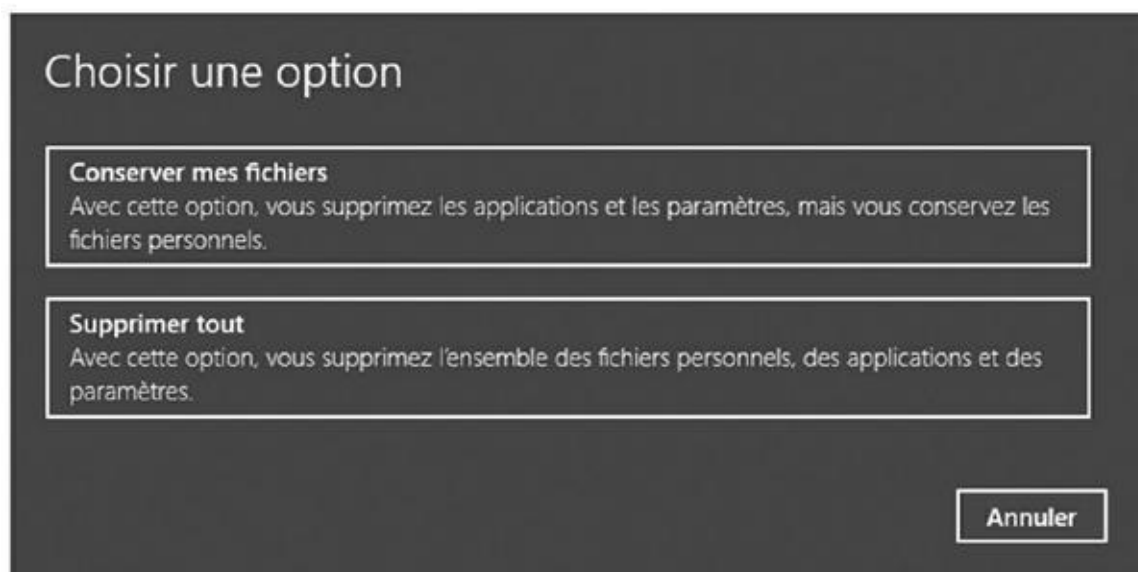 Choisir une option
Conserver mes fichiers
Avec cette option, vous supprimez les applications et les paramètres, mais vous conservez les
fichiers personnels.
Supprimer tout
Avec cette option, vous supprimez l'ensemble des fichiers personnels, des applications et des
paramètres.
Annuler